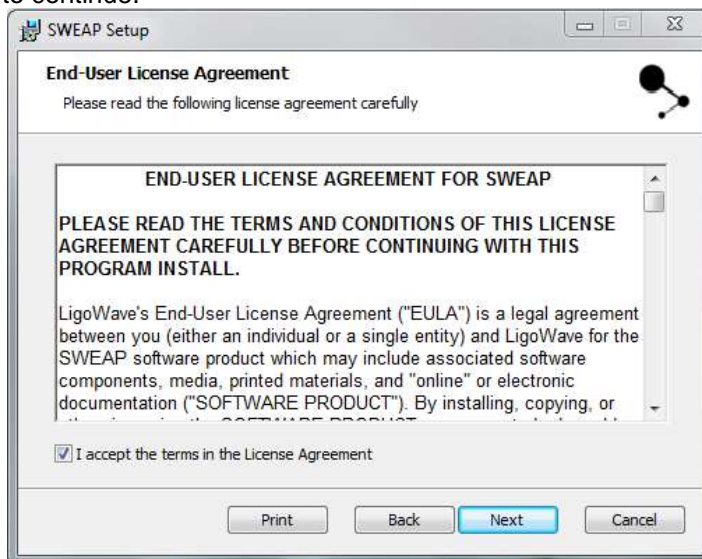 to continue.
SWEAP Setup
End-User License Agreement
Please read the following license agreement carefully
END-USER LICENSE AGREEMENT FOR SWEAP
PLEASE READ THE TERMS AND CONDITIONS OF THIS LICENSE
AGREEMENT CAREFULLY BEFORE CONTINUING WITH THIS
PROGRAM INSTALL.
LigoWave's End-User License Agreement ("EULA") is a legal agreement
between you (either an individual or a single entity) and LigoWave for the
SWEAP software product which may include associated software
components, media, printed materials, and "online" or electronic
documentation ("SOFTWARE PRODUCT"). By installing, copying, or
I accept the terms in the License Agreement
Print Back Next Cancel